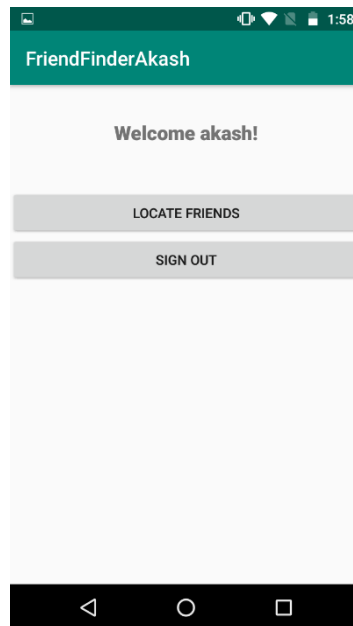 1:58
FriendFinderAkash
Welcome akash!
LOCATE FRIENDS
SIGN OUT